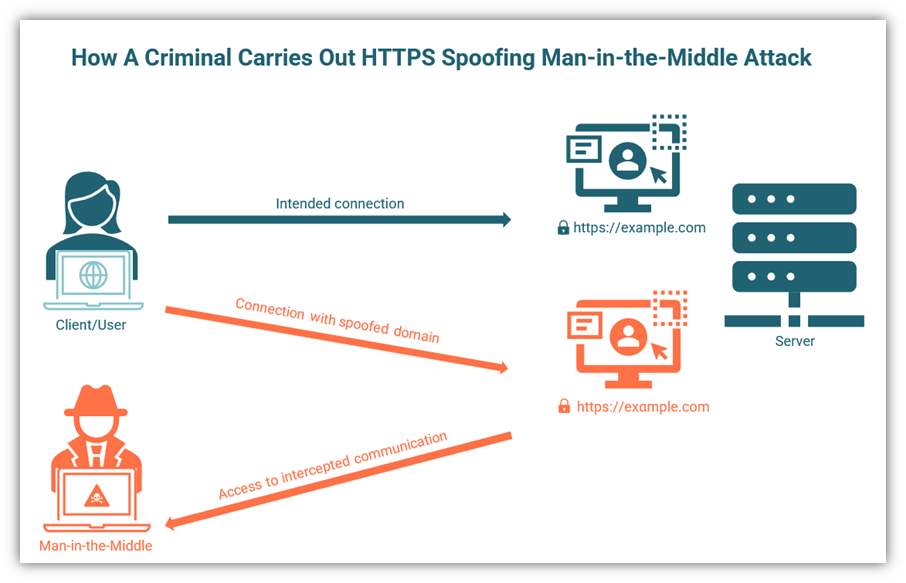 How A Criminal Carries Out HTTPS Spoofing Man-in-the-Middle Attack
Intended connection
https://example.com
Client/User
Connection with spoofed domain
Server
https://exɑmple.com
Access to intercepted communication
Man-in-the-Middle